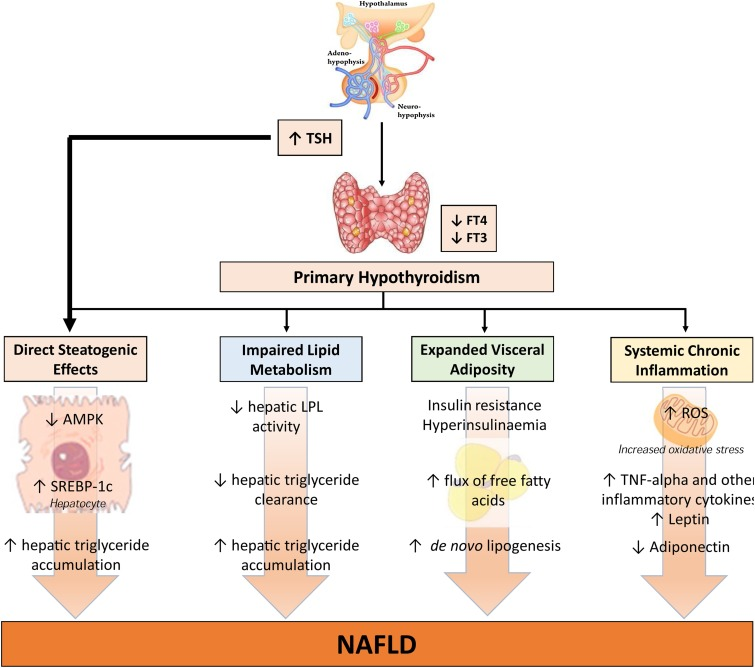 Hypothalamus
Adeno-
hypophysis
Neuro-
hypophysis
↑ TSH
↓ FT4
↓ FT3
Primary Hypothyroidism
Direct Steatogenic
Effects
↓ AMPK
↑ SREBP-1c
Hepatocyte
↑ hepatic triglyceride
accumulation
Impaired Lipid
Metabolism
↓ hepatic LPL
activity
↓ hepatic triglyceride
clearance
↑ hepatic triglyceride
accumulation
Expanded Visceral
Adiposity
Insulin resistance
Hyperinsulinaemia
↑ flux of free fatty
acids
↑ de novo lipogenesis
Systemic Chronic
Inflammation
↑ ROS
Increased oxidative stress
↑ TNF-alpha and other
inflammatory cytokines
↑ Leptin
↓ Adiponectin
NAFLD